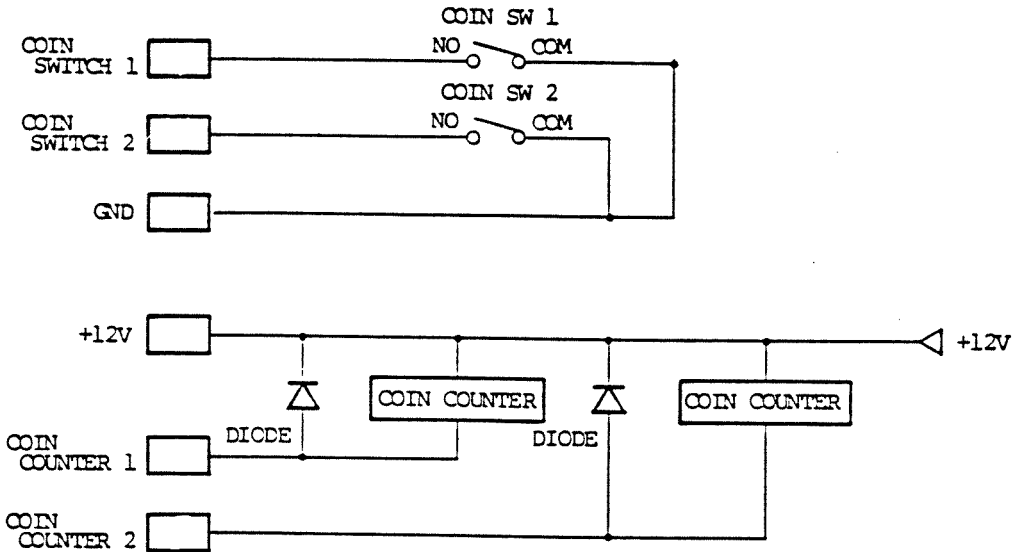 COIN SW 1
COIN
SWITCH 1
NO
COM
COIN SW 2
COIN
SWITCH 2
NO
COM
GND
+12V
+12V
COIN COUNTER
COIN COUNTER
DIODE
DIODE
COIN
COUNTER 1
COIN
COUNTER 2